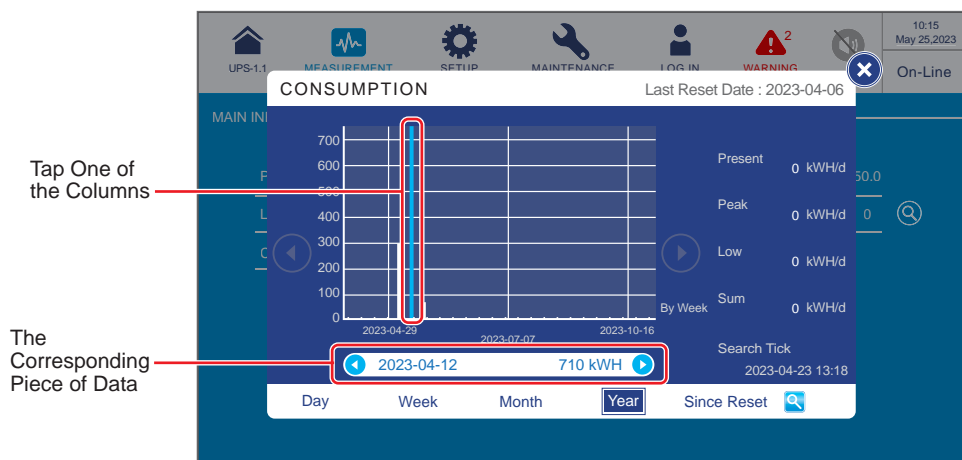 10:15
May 25,2023
2
UPS-1.1
MEASUREMENT
SETUP
MAINTENANCE
LOG IN
WARNING
On-Line
CONSUMPTION
Last Reset Date : 2023-04-06
MAIN IN
Tap One of
the Columns
P
L
C
700
600
500
400
300
200
100
0
2023-04-29
2023-07-07
2023-10-16
By Week
Present
0 kWH/d
Peak
0 kWH/d
Low
0 kWH/d
Sum
0 kWH/d
50.0
0
The
Corresponding
Piece of Data
2023-04-12 710 kWH
Search Tick
2023-04-23 13:18
Day Week Month Year Since Reset